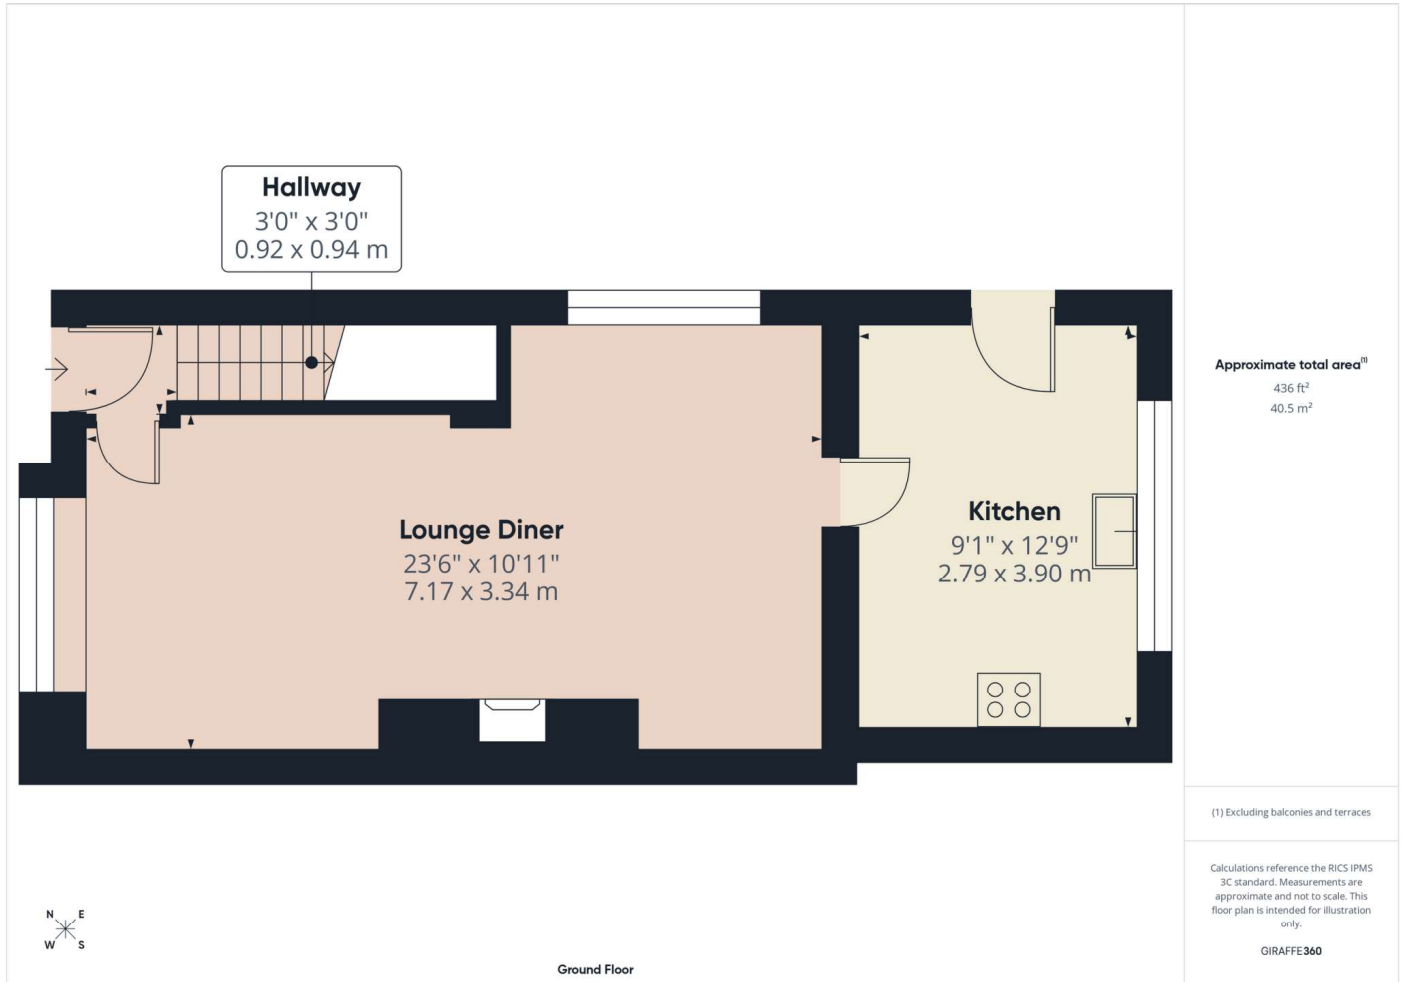 Hallway
3'0" x 3'0"
0.92 x 0.94 m
Lounge Diner
23'6" x 10'11"
7.17 x 3.34 m
Kitchen
9'1" x 12'9"
2.79 x 3.90 m
N E
W S
Ground Floor
Approximate total area(1)
436 ft²
40.5 m²
(1) Excluding balconies and terraces
Calculations reference the RICS IPMS
3C standard. Measurements are
approximate and not to scale. This
floor plan is intended for illustration
only.
GIRAFFE360